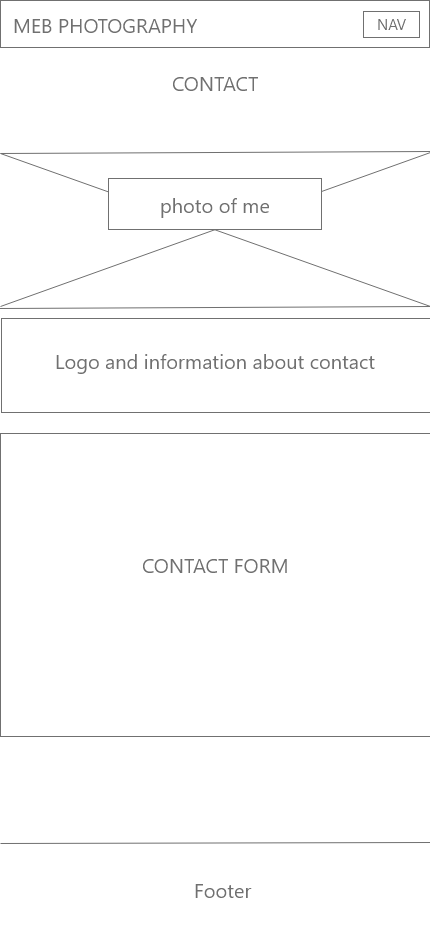 MEB PHOTOGRAPHY
NAV
CONTACT
photo of me
Logo and information about contact
CONTACT FORM
Footer